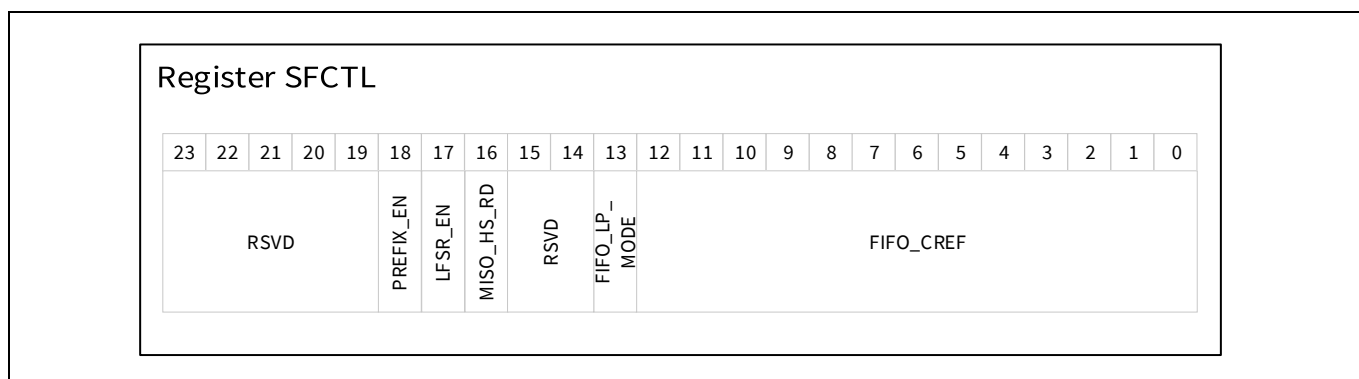 Register SFCTL
23 22 21 20 19 18 17 16 15 14 13 12 11 10 9 8 7 6 5 4 3 2 1 0
RSVD
PREFIX_EN
LFSR_EN
MISO_HS_RD
RSVD
FIFO_LP_
MODE
FIFO_CREF